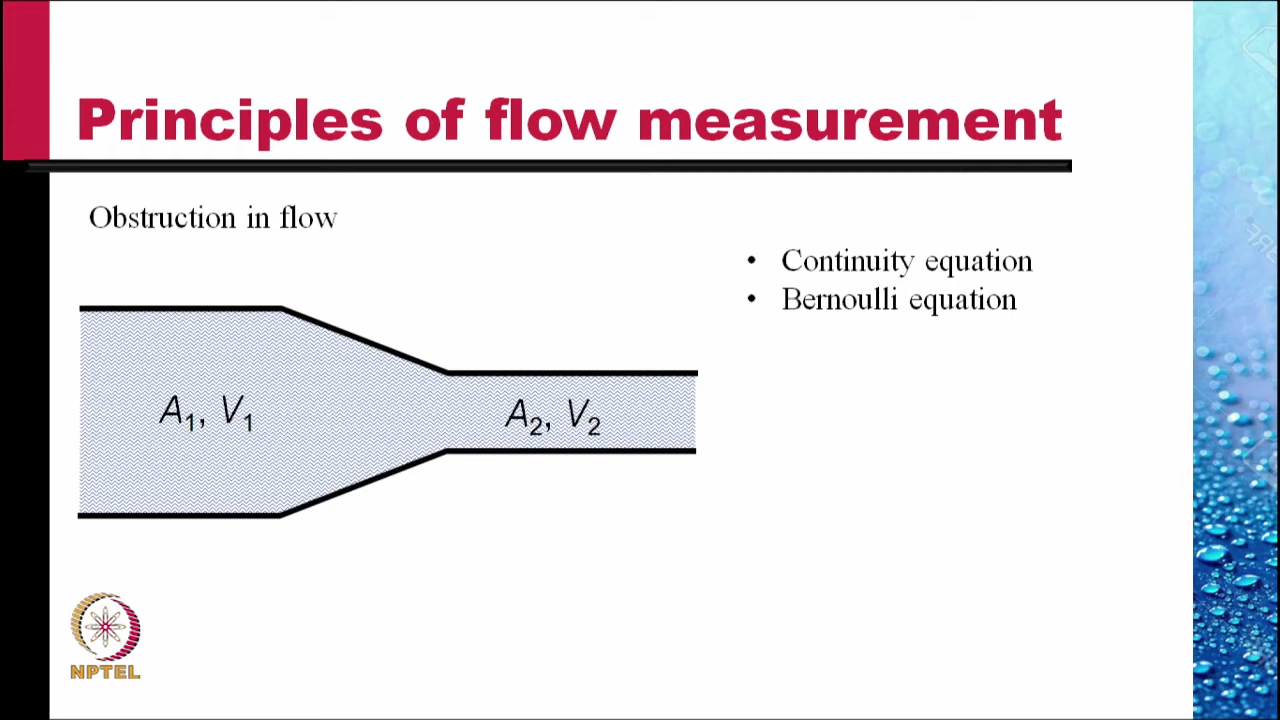 Principles of flow measurement
Obstruction in flow
• Continuity equation
• Bernoulli equation
A₁, V₁
A₂, V₂
NPTEL